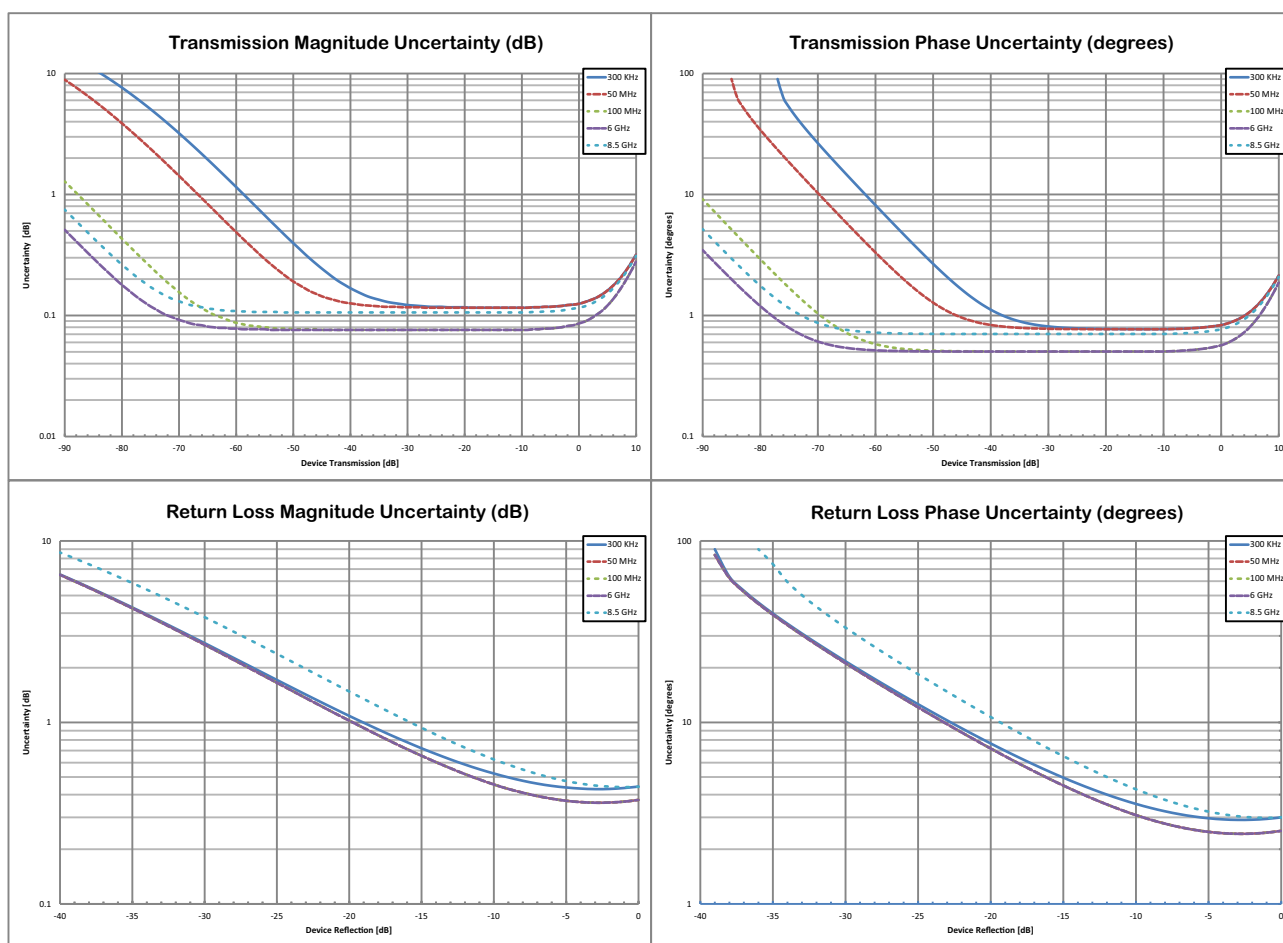 Transmission Magnitude Uncertainty (dB)
10
1
0.1
0.01
Uncertainty [dB]
-90 -80 -70 -60 -50 -40 -30 -20 -10 0 10
Device Transmission [dB]
300 KHz
50 MHz
100 MHz
6 GHz
8.5 GHz
Transmission Phase Uncertainty (degrees)
100
10
1
0.1
Uncertainty [degrees]
-90 -80 -70 -60 -50 -40 -30 -20 -10 0 10
Device Transmission [dB]
300 KHz
50 MHz
100 MHz
6 GHz
8.5 GHz
Return Loss Magnitude Uncertainty (dB)
10
1
0.1
Uncertainty [dB]
-40 -35 -30 -25 -20 -15 -10 -5 0
Device Reflection [dB]
300 KHz
50 MHz
100 MHz
6 GHz
8.5 GHz
Return Loss Phase Uncertainty (degrees)
100
10
1
Uncertainty [degrees]
-40 -35 -30 -25 -20 -15 -10 -5 0
Device Reflection [dB]
300 KHz
50 MHz
100 MHz
6 GHz
8.5 GHz